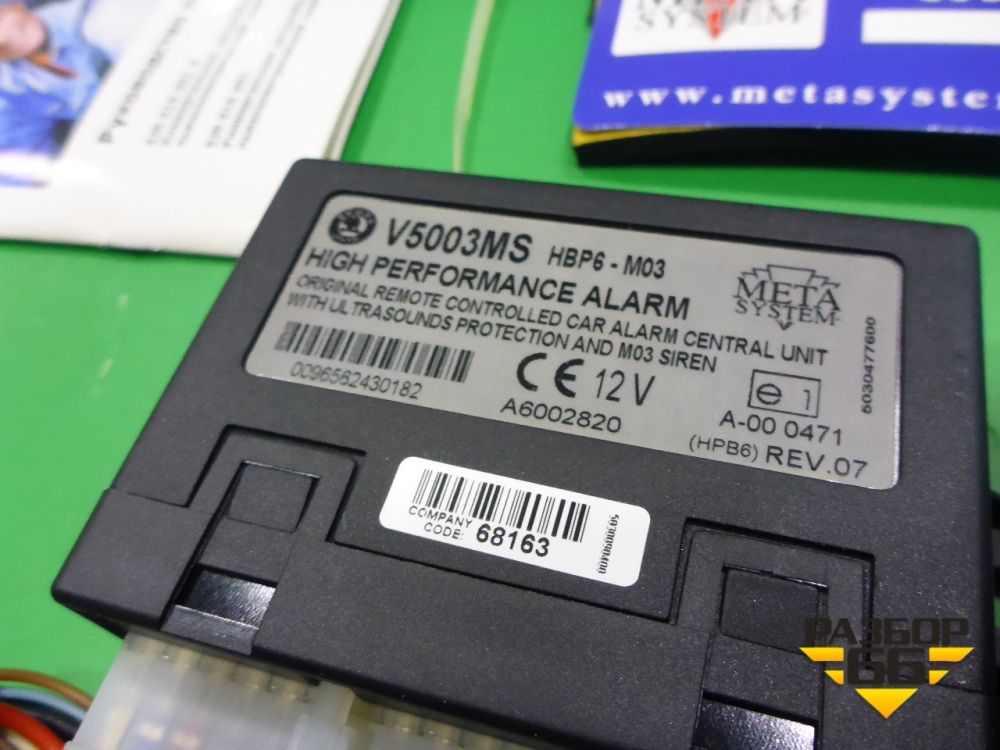 SYSTEM
www.metasyste
V5003MS HBP6 - M03
HIGH PERFORMANCE ALARM
ORIGINAL REMOTE CONTROLLED CAR ALARM CENTRAL UNIT
WITH ULTRASOUNDS PROTECTION AND M03 SIREN
META
SYSTEM
0096562430182
CE 12 V
A6002820
e 1
A-00 0471
(HPB6) REV.07
5030477600
COMPANY
CODE: 68163
РАЗБОР
66